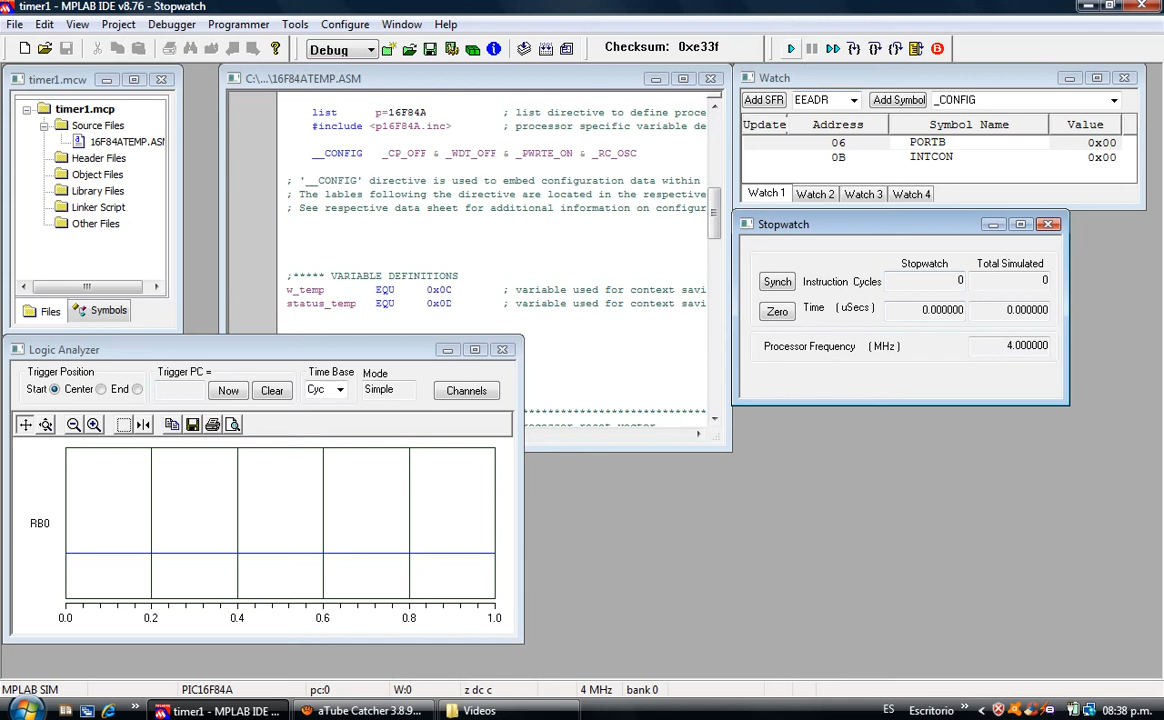 timer1 - MPLAB IDE v8.76 - Stopwatch
File Edit View Project Debugger Programmer Tools Configure Window Help
Debug Checksum: 0xe33f
timer1.mcw
timer1.mcp
Source Files
16F84ATEMP.ASM
Header Files
Object Files
Library Files
Linker Script
Other Files
Files Symbols
C:\...\16F84ATEMP.ASM
list p=16F84A ; list directive to define proce
#include <p16F84A.inc> ; processor specific variable de
__CONFIG _CP_OFF & _WDT_OFF & _PWRTE_ON & _RC_OSC
; '__CONFIG' directive is used to embed configuration data within
; The lables following the directive are located in the respective
; See respective data sheet for additional information on configur
;***** VARIABLE DEFINITIONS
w_temp EQU 0x0C ; variable used for context savi
status_temp EQU 0x0D ; variable used for context savi
Watch
Add SFR EEADR Add Symbol _CONFIG
Update Address Symbol Name Value
06 PORTB 0x00
0B INTCON 0x00
Watch 1 Watch 2 Watch 3 Watch 4
Stopwatch
Stopwatch Total Simulated
Synch Instruction Cycles 0 0
Zero Time (uSecs) 0.000000 0.000000
Processor Frequency (MHz) 4.000000
Logic Analyzer
Trigger Position Trigger PC = Time Base Mode
Start Center End Now Clear Cyc Simple Channels
RB0
0.0 0.2 0.4 0.6 0.8 1.0
MPLAB SIM PIC16F84A pc:0 W:0 z dc c 4 MHz bank 0
timer1 - MPLAB IDE ... aTube Catcher 3.8.9... Videos ES Escritorio 08:38 p.m.